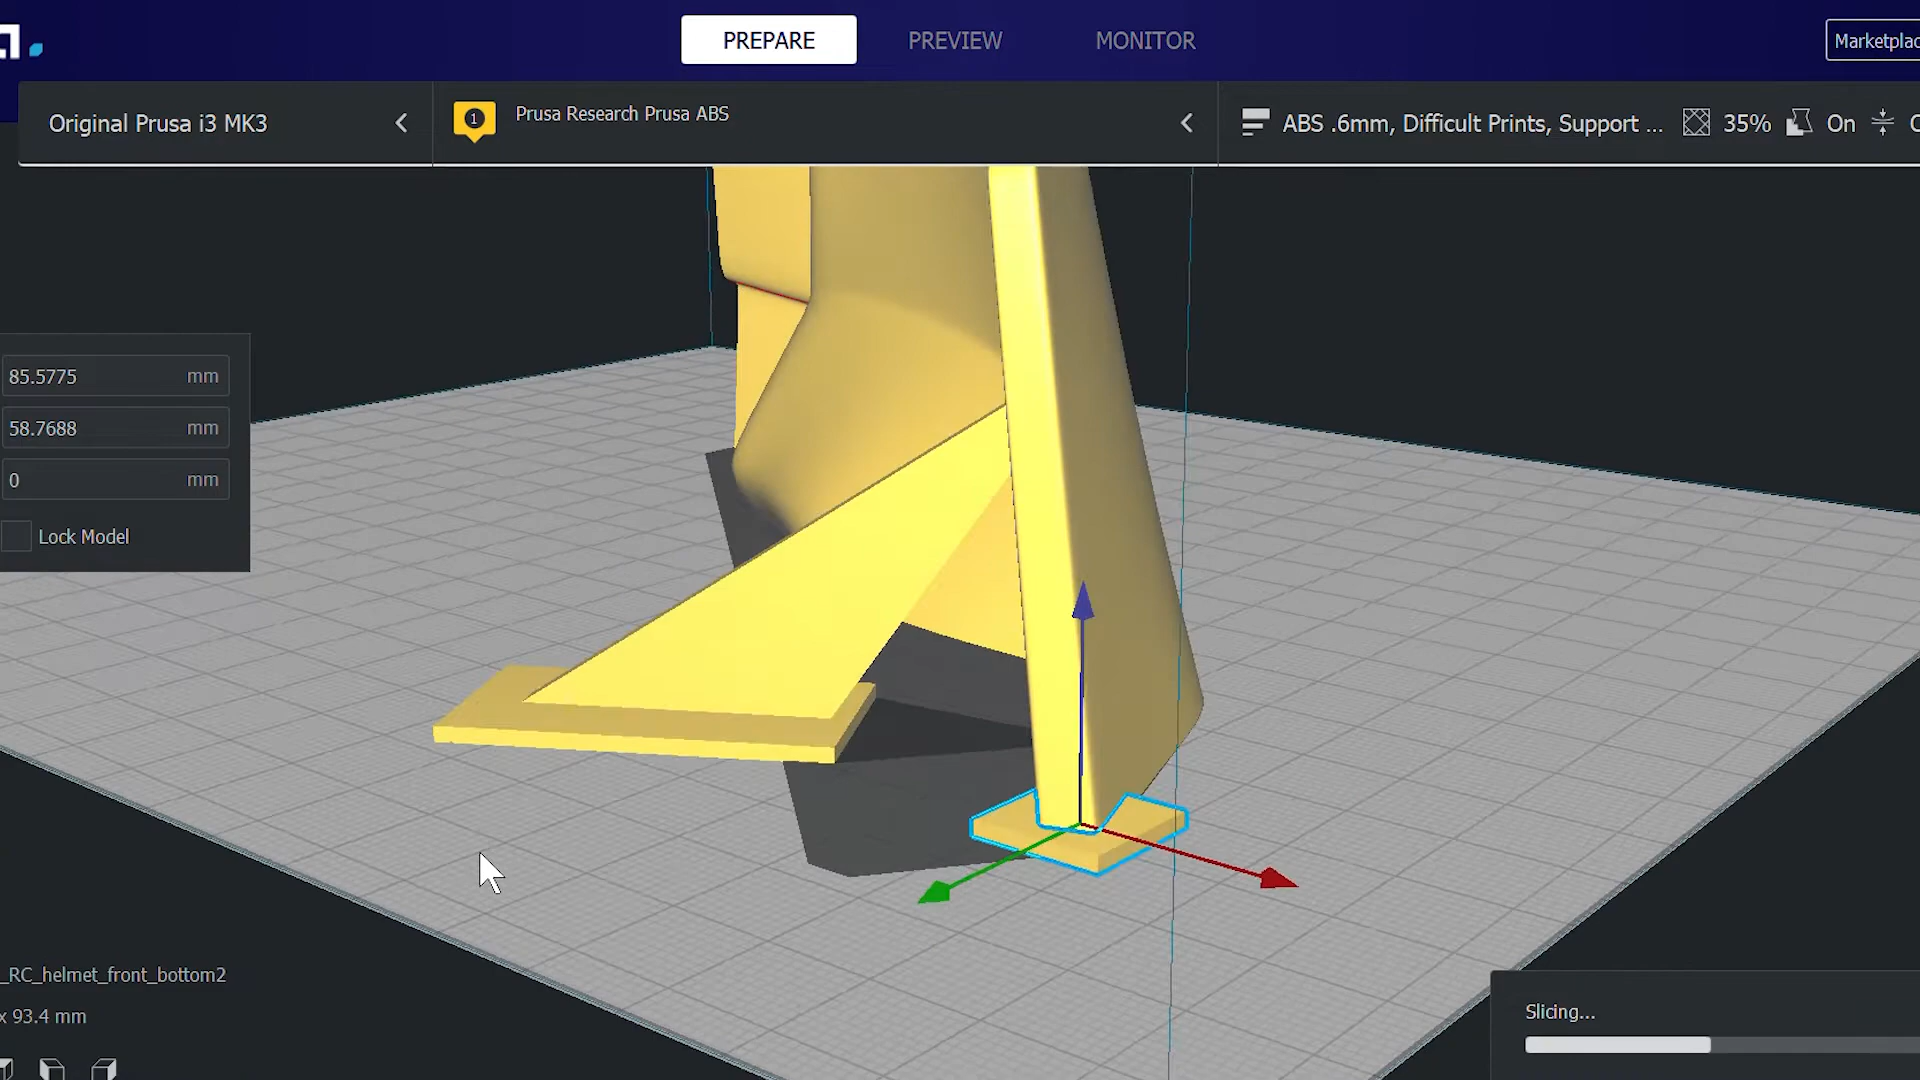 PREPARE
PREVIEW
MONITOR
Marketplac
Original Prusa i3 MK3
1
Prusa Research Prusa ABS
ABS .6mm, Difficult Prints, Support ...
35%
On
85.5775 mm
58.7688 mm
0 mm
Lock Model
_RC_helmet_front_bottom2
x 93.4 mm
Slicing...